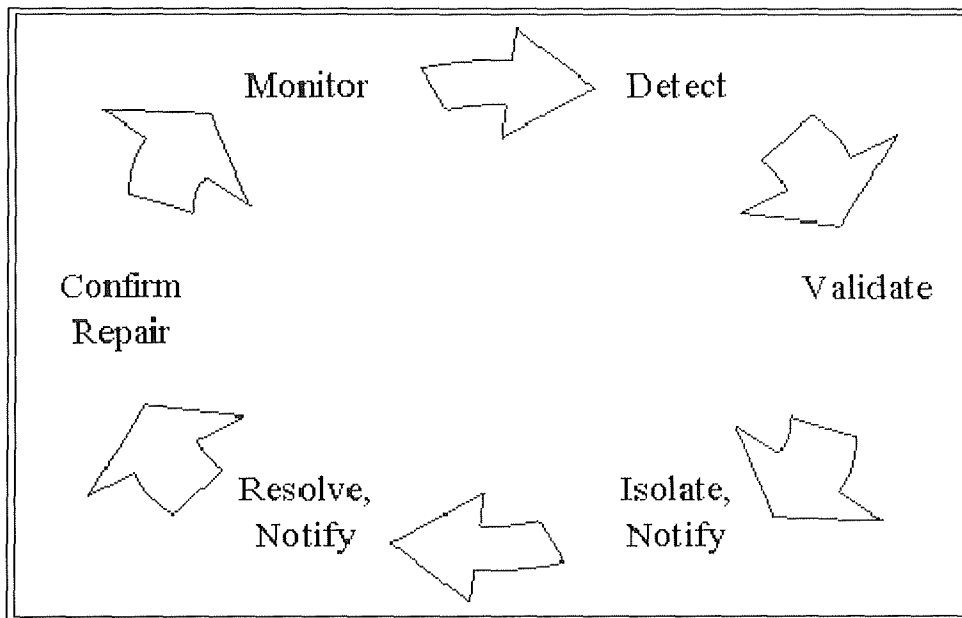 Monitor
Detect
Validate
Isolate,
Notify
Resolve,
Notify
Confirm
Repair